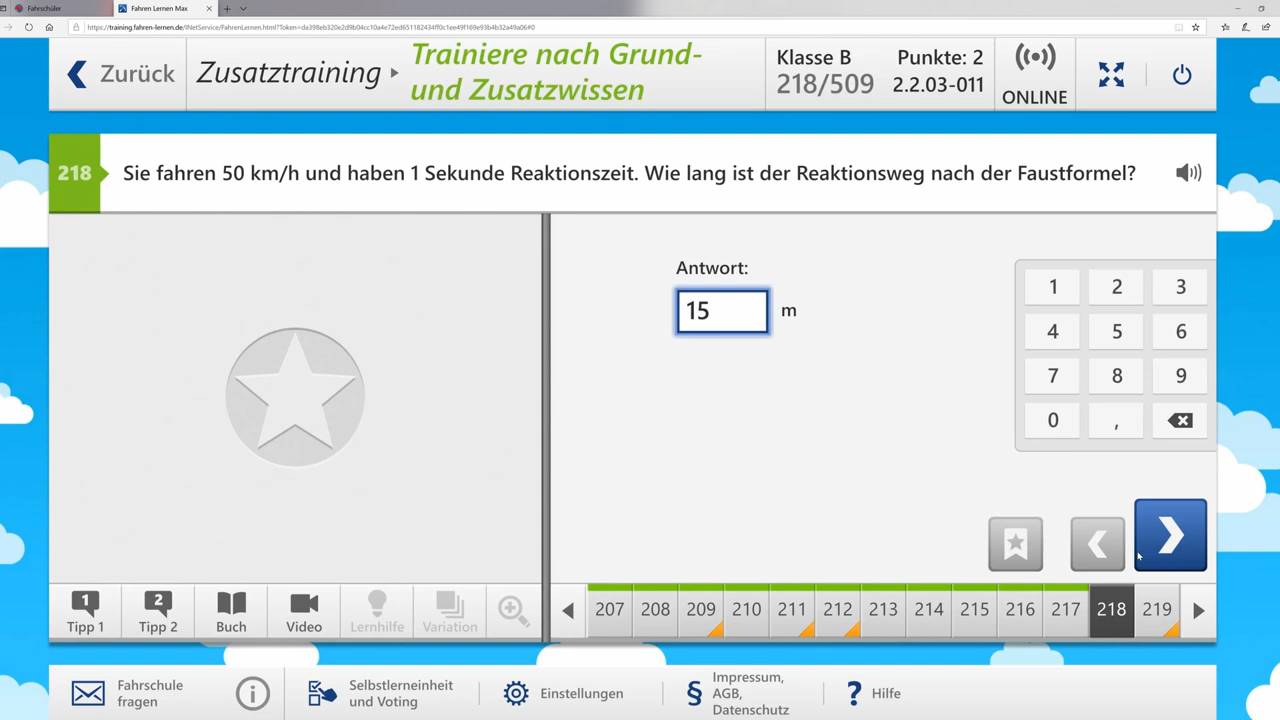 Fahrschüler
Fahren Lernen Max
https://training.fahren-lernen.de/INetService/FahrenLernen.html?Token=da398eb320e2d9b04cc10a4e72ed651182434ff0c1ee49f169e93b4b32a49a06#0
Zurück
Zusatztraining
Trainiere nach Grund-
und Zusatzwissen
Klasse B
218/509
Punkte: 2
2.2.03-011
ONLINE
218
Sie fahren 50 km/h und haben 1 Sekunde Reaktionszeit. Wie lang ist der Reaktionsweg nach der Faustformel?
Antwort:
15 m
1 2 3
4 5 6
7 8 9
0 ,
1 Tipp 1
2 Tipp 2
Buch
Video
Lernhilfe
Variation
207 208 209 210 211 212 213 214 215 216 217 218 219
Fahrschule
fragen
Selbstlerneinheit
und Voting
Einstellungen
§
Impressum,
AGB,
Datenschutz
? Hilfe